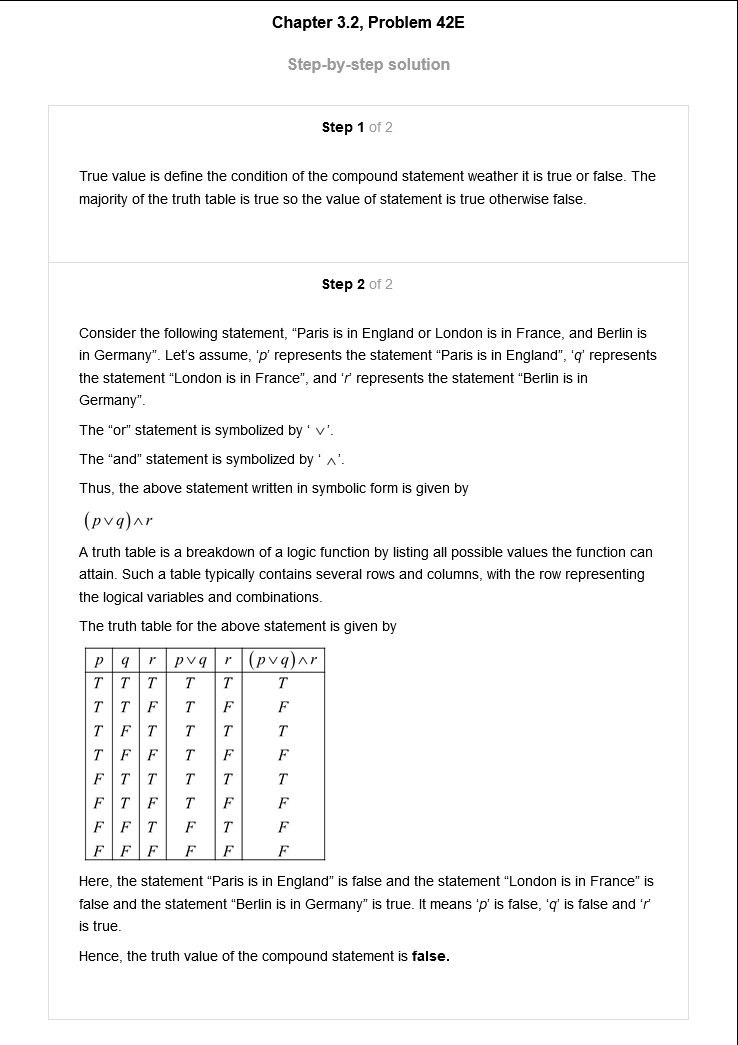 Chapter 3.2, Problem 42E
Step-by-step solution
Step 1 of 2
True value is define the condition of the compound statement weather it is true or false. The
majority of the truth table is true so the value of statement is true otherwise false.
Step 2 of 2
Consider the following statement, “Paris is in England or London is in France, and Berlin is
in Germany”. Let’s assume, ‘p’ represents the statement “Paris is in England”, ‘q’ represents
the statement “London is in France”, and ‘r’ represents the statement “Berlin is in
Germany”.
The “or” statement is symbolized by ‘ ∨’.
The “and” statement is symbolized by ‘ ∧’.
Thus, the above statement written in symbolic form is given by
(p∨q)∧r
A truth table is a breakdown of a logic function by listing all possible values the function can
attain. Such a table typically contains several rows and columns, with the row representing
the logical variables and combinations.
The truth table for the above statement is given by
p q r p∨q r (p∨q)∧r
T T T T T T
T T F T F F
T F T T T T
T F F T F F
F T T T T T
F T F T F F
F F T F T F
F F F F F F
Here, the statement “Paris is in England” is false and the statement “London is in France” is
false and the statement “Berlin is in Germany” is true. It means ‘p’ is false, ‘q’ is false and ‘r’
is true.
Hence, the truth value of the compound statement is false.